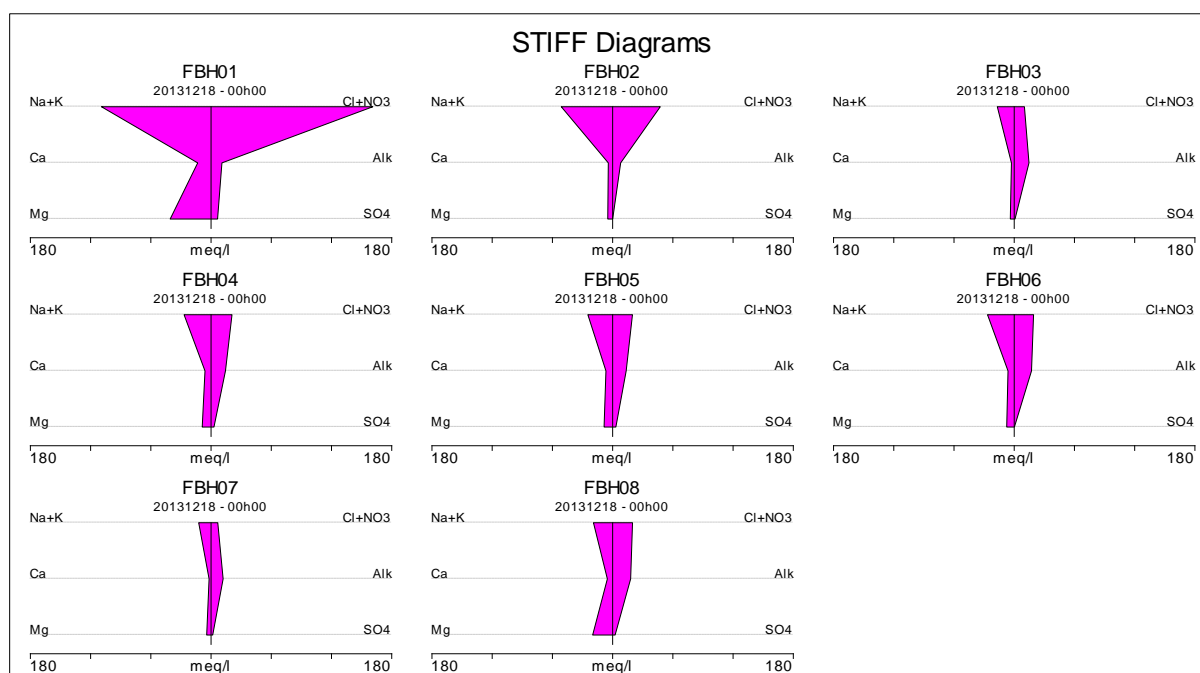 STIFF Diagrams
FBH01
20131218 - 00h00
Na+K Cl+NO3
Ca Alk
Mg SO4
180 meq/l 180
FBH02
20131218 - 00h00
Na+K Cl+NO3
Ca Alk
Mg SO4
180 meq/l 180
FBH03
20131218 - 00h00
Na+K Cl+NO3
Ca Alk
Mg SO4
180 meq/l 180
FBH04
20131218 - 00h00
Na+K Cl+NO3
Ca Alk
Mg SO4
180 meq/l 180
FBH05
20131218 - 00h00
Na+K Cl+NO3
Ca Alk
Mg SO4
180 meq/l 180
FBH06
20131218 - 00h00
Na+K Cl+NO3
Ca Alk
Mg SO4
180 meq/l 180
FBH07
20131218 - 00h00
Na+K Cl+NO3
Ca Alk
Mg SO4
180 meq/l 180
FBH08
20131218 - 00h00
Na+K Cl+NO3
Ca Alk
Mg SO4
180 meq/l 180